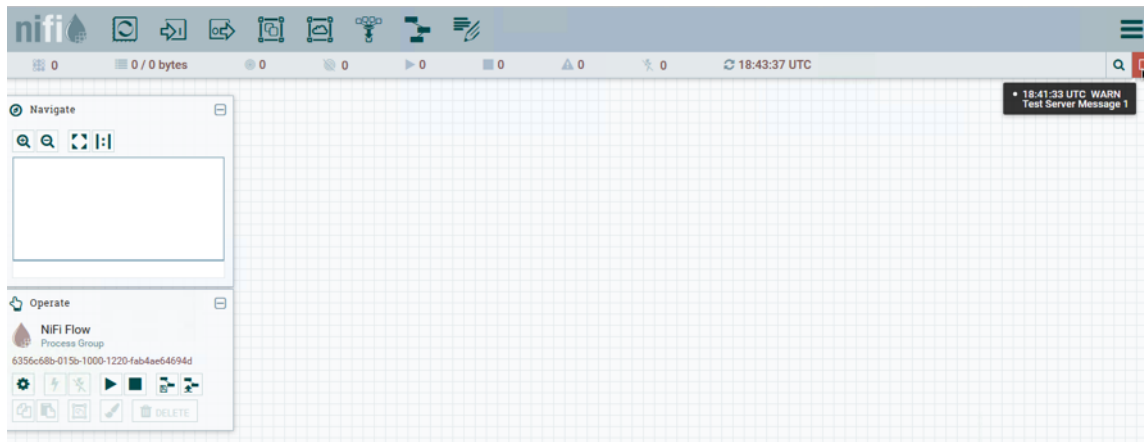 nifi
0
0 / 0 bytes
0
0
0
0
0
0
18:43:37 UTC
18:41:33 UTC WARN
Test Server Message 1
Navigate
Operate
NiFi Flow
Process Group
6356c68b-015b-1000-1220-fab4ae64694d
DELETE